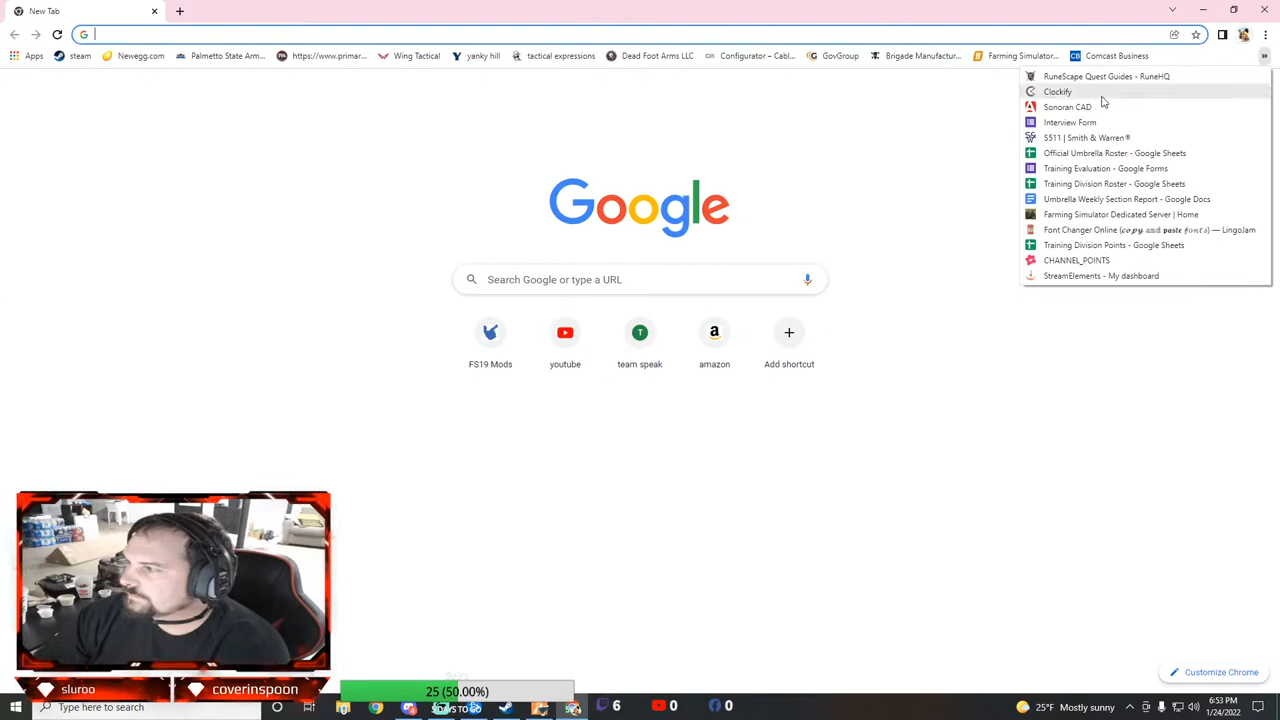 New Tab
Apps
steam
Newegg.com
Palmetto State Arm...
https://www.primar...
Wing Tactical
yanky hill
tactical expressions
Dead Foot Arms LLC
Configurator – Cabl...
GovGroup
Brigade Manufactur...
Farming Simulator...
Comcast Business
RuneScape Quest Guides - RuneHQ
Clockify
Sonoran CAD
Interview Form
S511 | Smith & Warren®
Official Umbrella Roster - Google Sheets
Training Evaluation - Google Forms
Training Division Roster - Google Sheets
Umbrella Weekly Section Report - Google Docs
Farming Simulator Dedicated Server | Home
Font Changer Online (𝓬𝓸𝓹𝔂 and 𝖕𝖆𝖘𝖙𝖊 𝒻𝑜𝓃𝓉𝓈) — LingoJam
Training Division Points - Google Sheets
CHANNEL_POINTS
StreamElements - My dashboard
Google
Search Google or type a URL
FS19 Mods
youtube
T
team speak
a
amazon
Add shortcut
Customize Chrome
sluroo
coverinspoon
25 (50.00%)
DAYS TO GO
Type here to search
6
0
0
25°F Mostly sunny
6:53 PM
1/24/2022